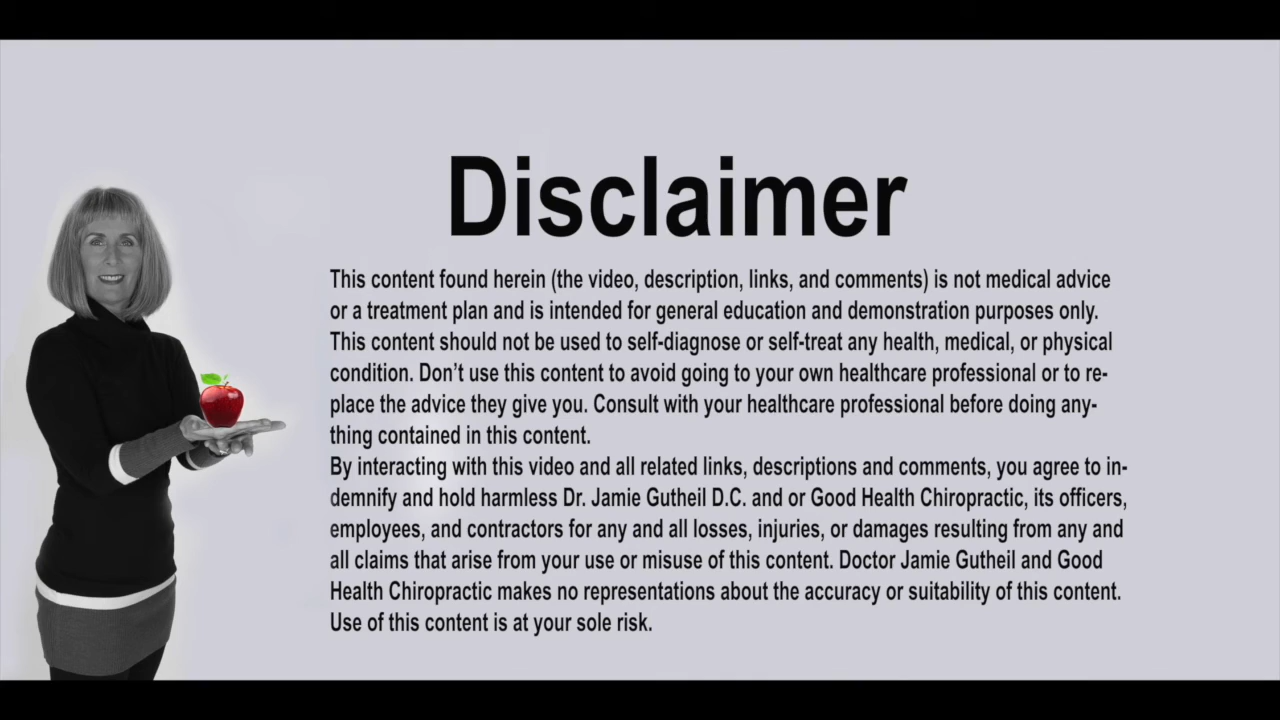 Disclaimer
This content found herein (the video, description, links, and comments) is not medical advice
or a treatment plan and is intended for general education and demonstration purposes only.
This content should not be used to self-diagnose or self-treat any health, medical, or physical
condition. Don’t use this content to avoid going to your own healthcare professional or to re-
place the advice they give you. Consult with your healthcare professional before doing any-
thing contained in this content.
By interacting with this video and all related links, descriptions and comments, you agree to in-
demnify and hold harmless Dr. Jamie Gutheil D.C. and or Good Health Chiropractic, its officers,
employees, and contractors for any and all losses, injuries, or damages resulting from any and
all claims that arise from your use or misuse of this content. Doctor Jamie Gutheil and Good
Health Chiropractic makes no representations about the accuracy or suitability of this content.
Use of this content is at your sole risk.